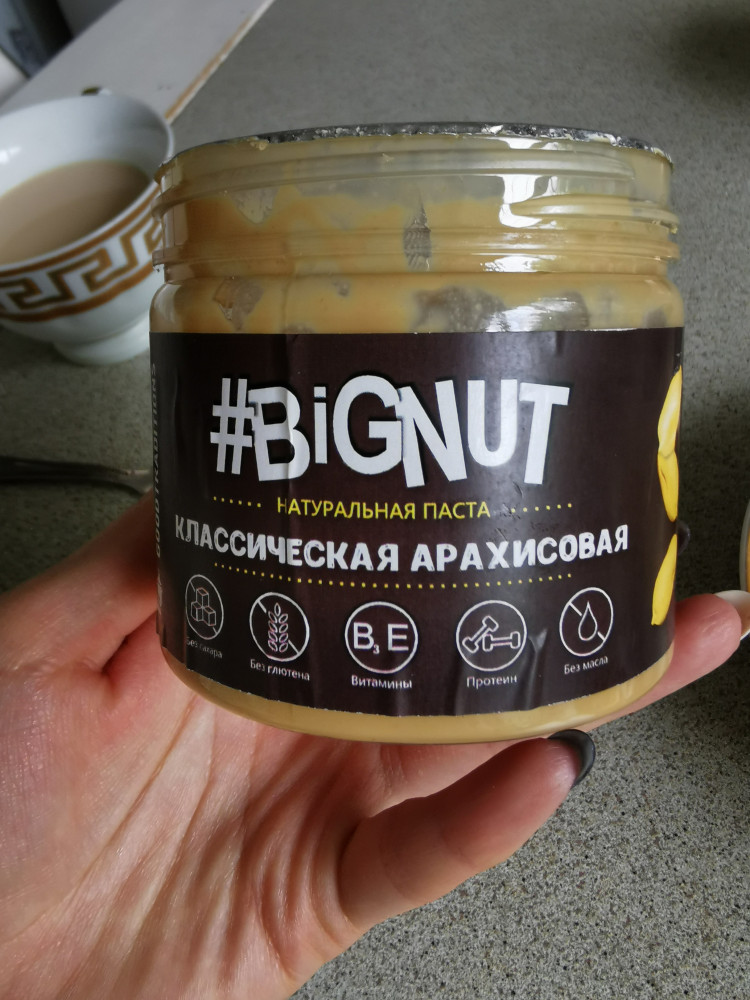 #BiGNUT
НАТУРАЛЬНАЯ ПАСТА
КЛАССИЧЕСКАЯ АРАХИСОВАЯ
Без сахара
Без глютена
B₃ E
Витамины
Протеин
Без масла